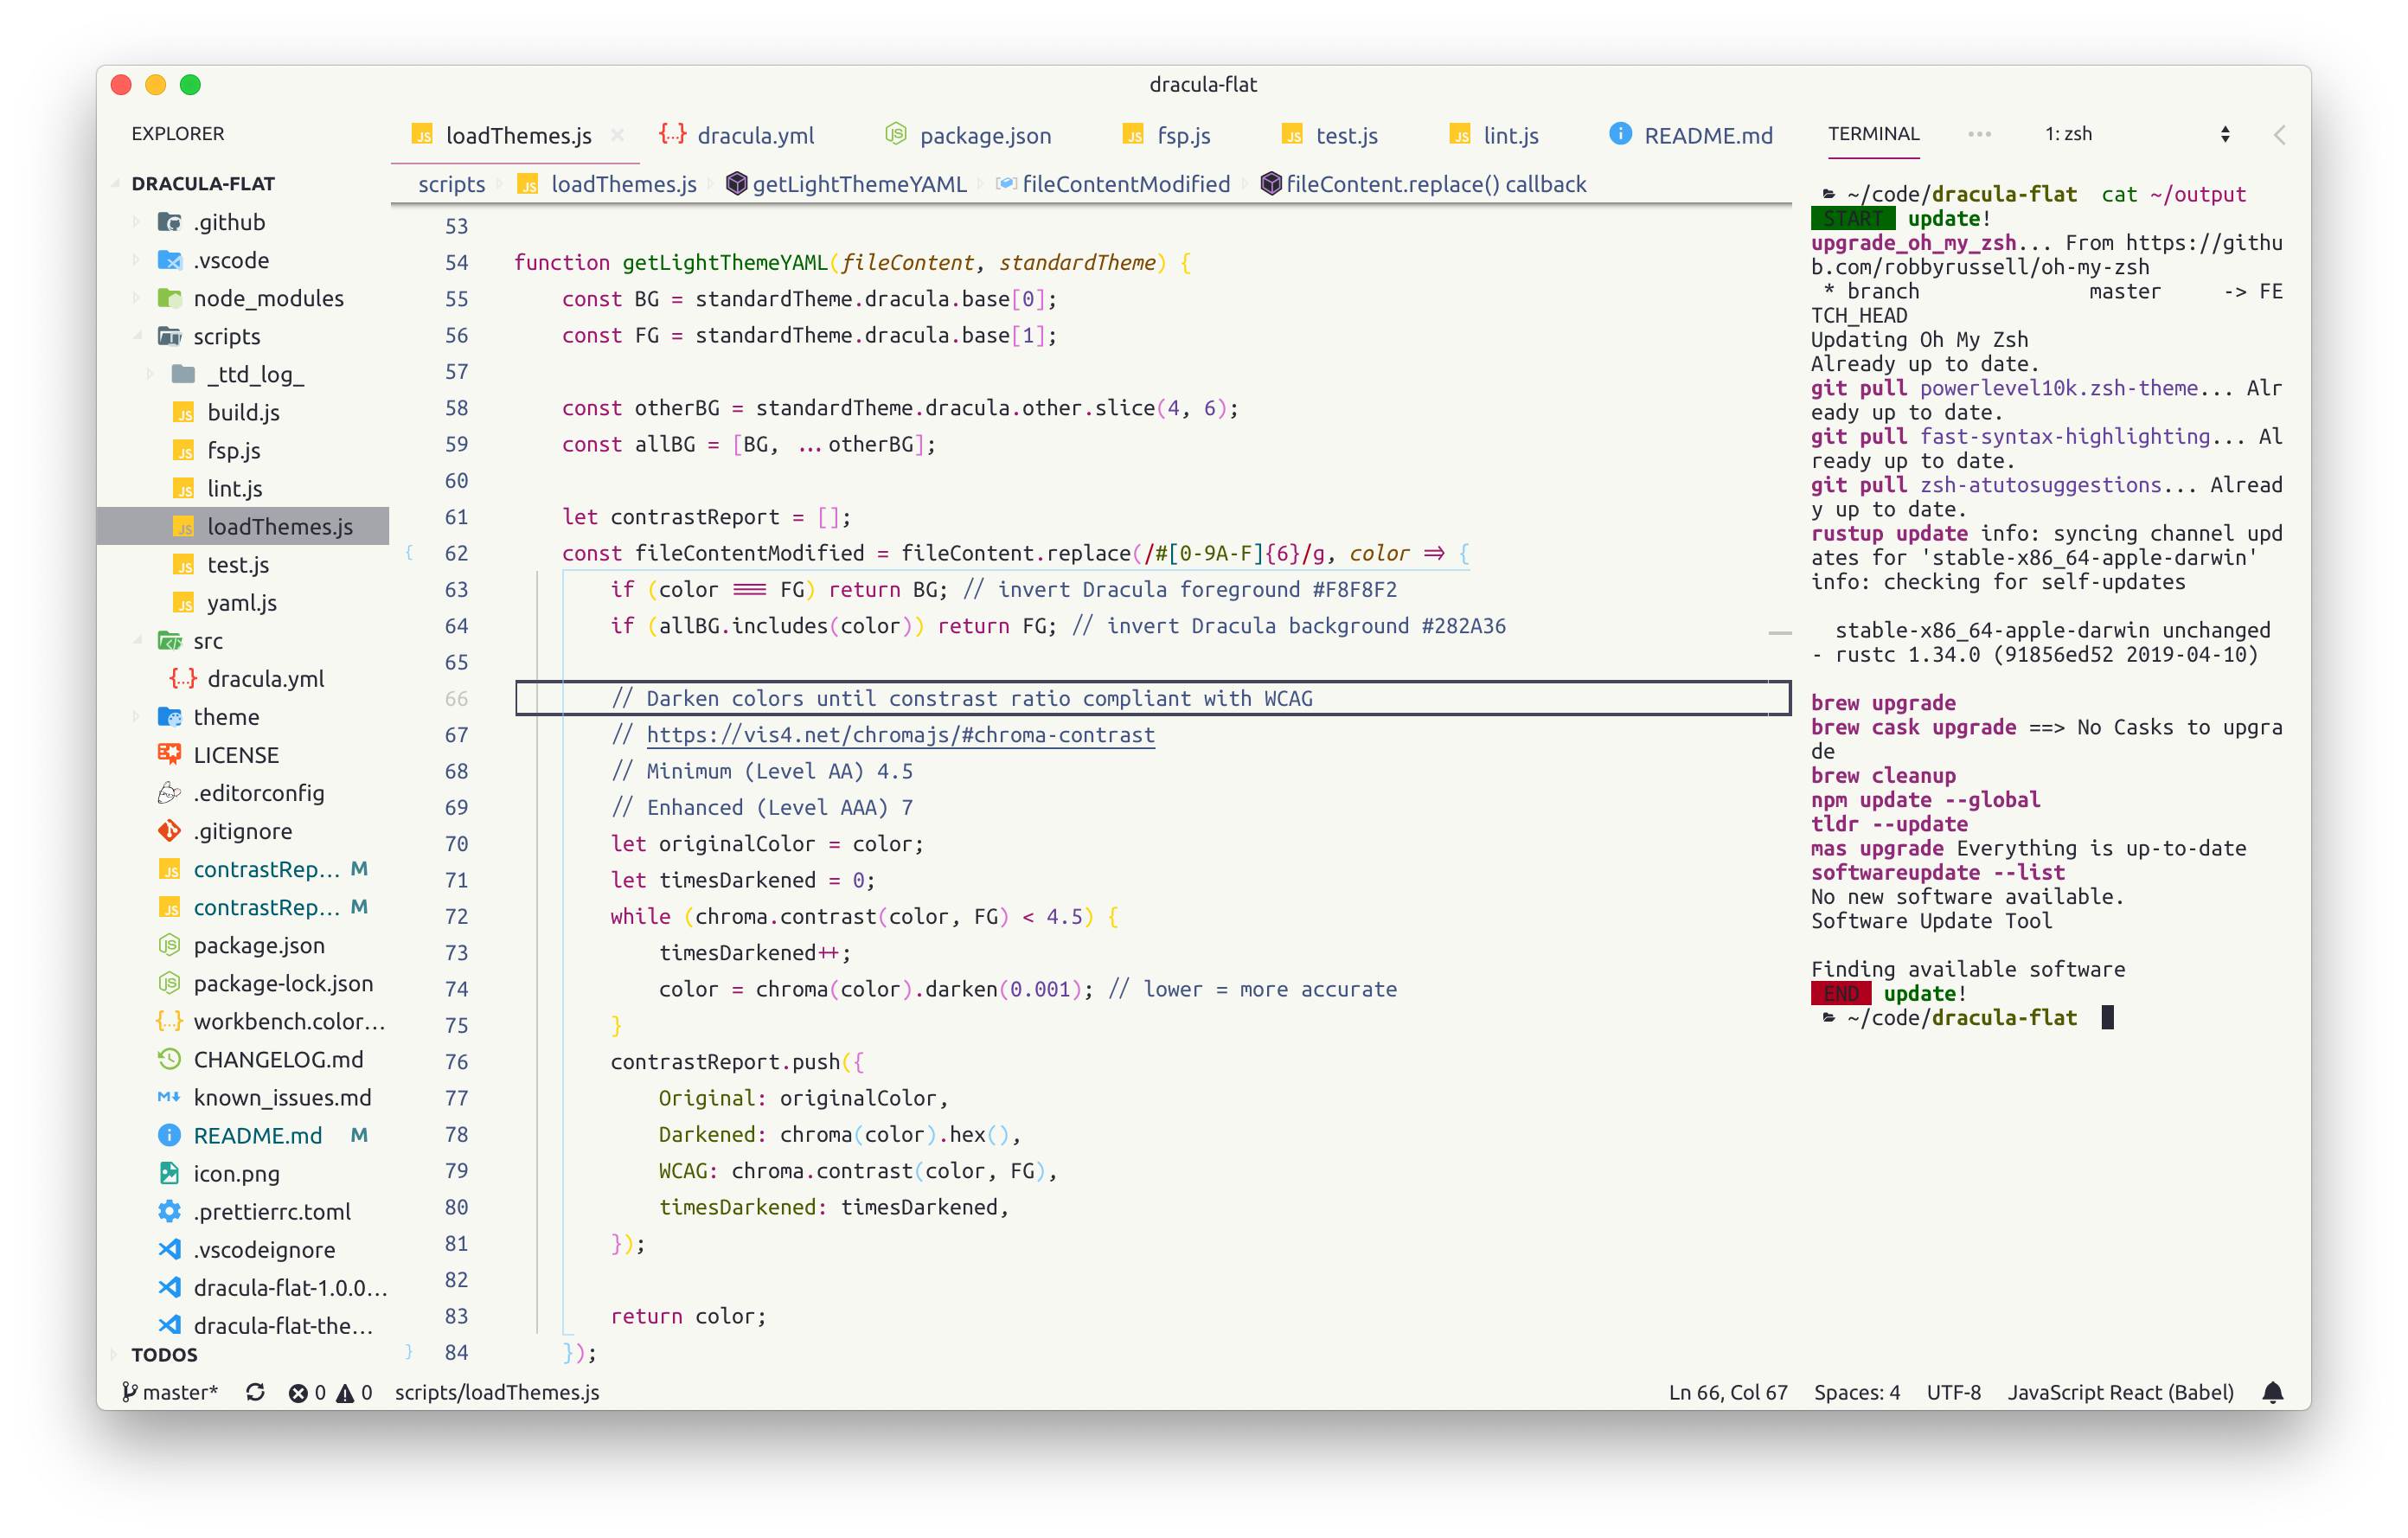 dracula-flat
EXPLORER
DRACULA-FLAT
.github
.vscode
node_modules
scripts
_ttd_log_
build.js
fsp.js
lint.js
loadThemes.js
test.js
yaml.js
src
dracula.yml
theme
LICENSE
.editorconfig
.gitignore
contrastRep... M
contrastRep... M
package.json
package-lock.json
workbench.color...
CHANGELOG.md
known_issues.md
README.md M
icon.png
.prettierrc.toml
.vscodeignore
dracula-flat-1.0.0...
dracula-flat-the...
TODOS
loadThemes.js dracula.yml package.json fsp.js test.js lint.js README.md
scripts loadThemes.js getLightThemeYAML fileContentModified fileContent.replace() callback
53
54 function getLightThemeYAML(fileContent, standardTheme) {
55 const BG = standardTheme.dracula.base[0];
56 const FG = standardTheme.dracula.base[1];
57
58 const otherBG = standardTheme.dracula.other.slice(4, 6);
59 const allBG = [BG, ...otherBG];
60
61 let contrastReport = [];
62 const fileContentModified = fileContent.replace(/#[0-9A-F]{6}/g, color => {
63 if (color === FG) return BG; // invert Dracula foreground #F8F8F2
64 if (allBG.includes(color)) return FG; // invert Dracula background #282A36
65
66 // Darken colors until constrast ratio compliant with WCAG
67 // https://vis4.net/chromajs/#chroma-contrast
68 // Minimum (Level AA) 4.5
69 // Enhanced (Level AAA) 7
70 let originalColor = color;
71 let timesDarkened = 0;
72 while (chroma.contrast(color, FG) < 4.5) {
73 timesDarkened++;
74 color = chroma(color).darken(0.001); // lower = more accurate
75 }
76 contrastReport.push({
77 Original: originalColor,
78 Darkened: chroma(color).hex(),
79 WCAG: chroma.contrast(color, FG),
80 timesDarkened: timesDarkened,
81 });
82
83 return color;
84 });
TERMINAL ... 1: zsh
~/code/dracula-flat cat ~/output
START update!
upgrade_oh_my_zsh... From https://githu
b.com/robbyrussell/oh-my-zsh
* branch master -> FE
TCH_HEAD
Updating Oh My Zsh
Already up to date.
git pull powerlevel10k.zsh-theme... Alr
eady up to date.
git pull fast-syntax-highlighting... Al
ready up to date.
git pull zsh-atutosuggestions... Alread
y up to date.
rustup update info: syncing channel upd
ates for 'stable-x86_64-apple-darwin'
info: checking for self-updates
stable-x86_64-apple-darwin unchanged
- rustc 1.34.0 (91856ed52 2019-04-10)
brew upgrade
brew cask upgrade ==> No Casks to upgra
de
brew cleanup
npm update --global
tldr --update
mas upgrade Everything is up-to-date
softwareupdate --list
No new software available.
Software Update Tool
Finding available software
END update!
~/code/dracula-flat
master* 0 0 scripts/loadThemes.js Ln 66, Col 67 Spaces: 4 UTF-8 JavaScript React (Babel)